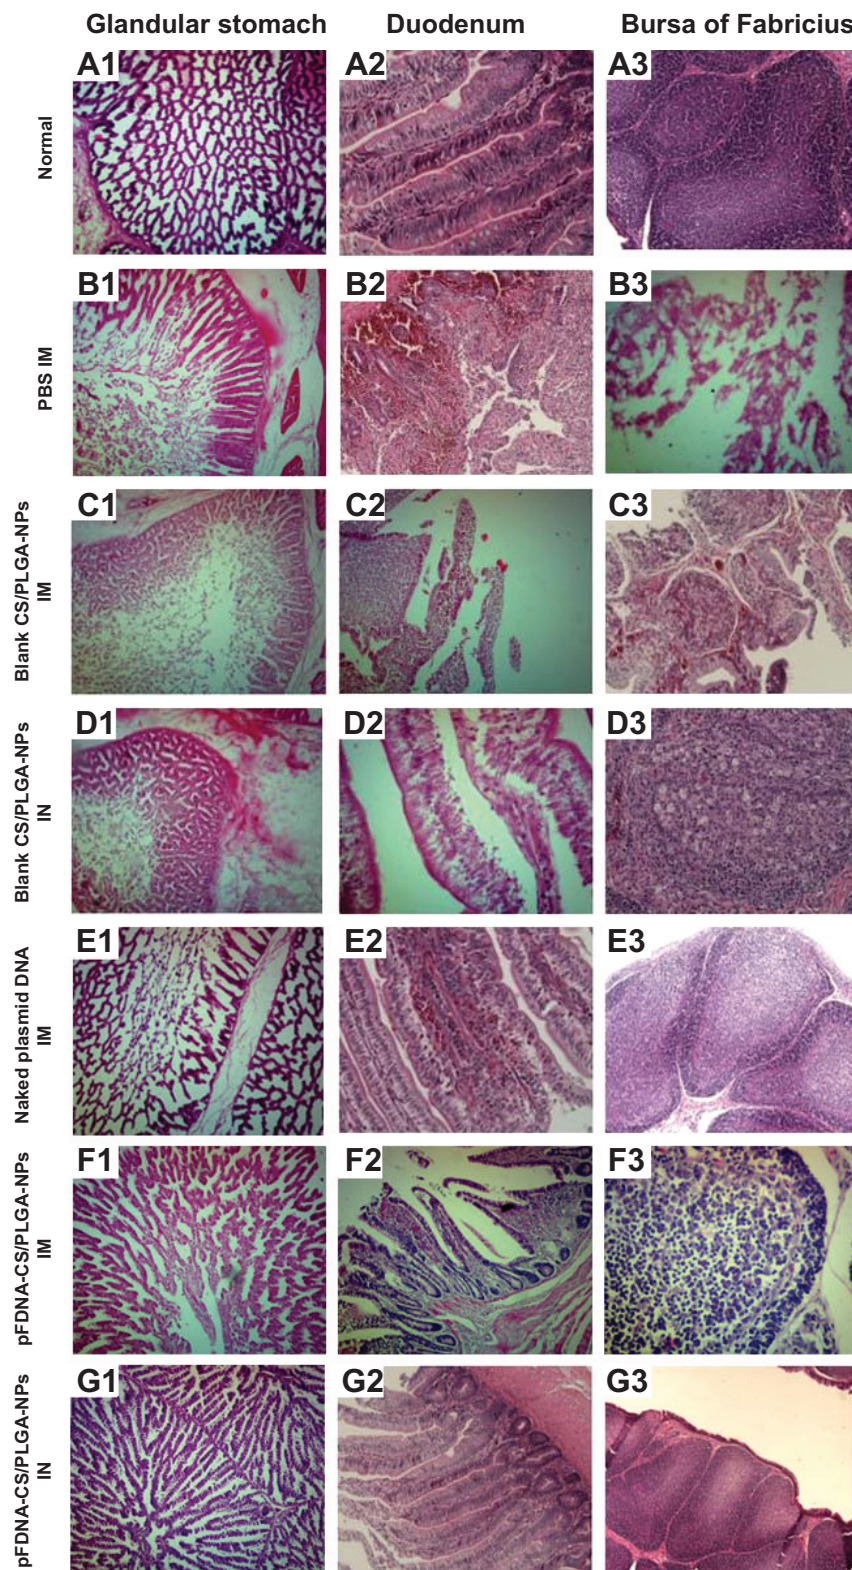 Glandular stomach Duodenum Bursa of Fabricius
Normal
A1 A2 A3
PBS IM
B1 B2 B3
Blank CS/PLGA-NPs
IM
C1 C2 C3
Blank CS/PLGA-NPs
IN
D1 D2 D3
Naked plasmid DNA
IM
E1 E2 E3
pFDNA-CS/PLGA-NPs
IM
F1 F2 F3
pFDNA-CS/PLGA-NPs
IN
G1 G2 G3